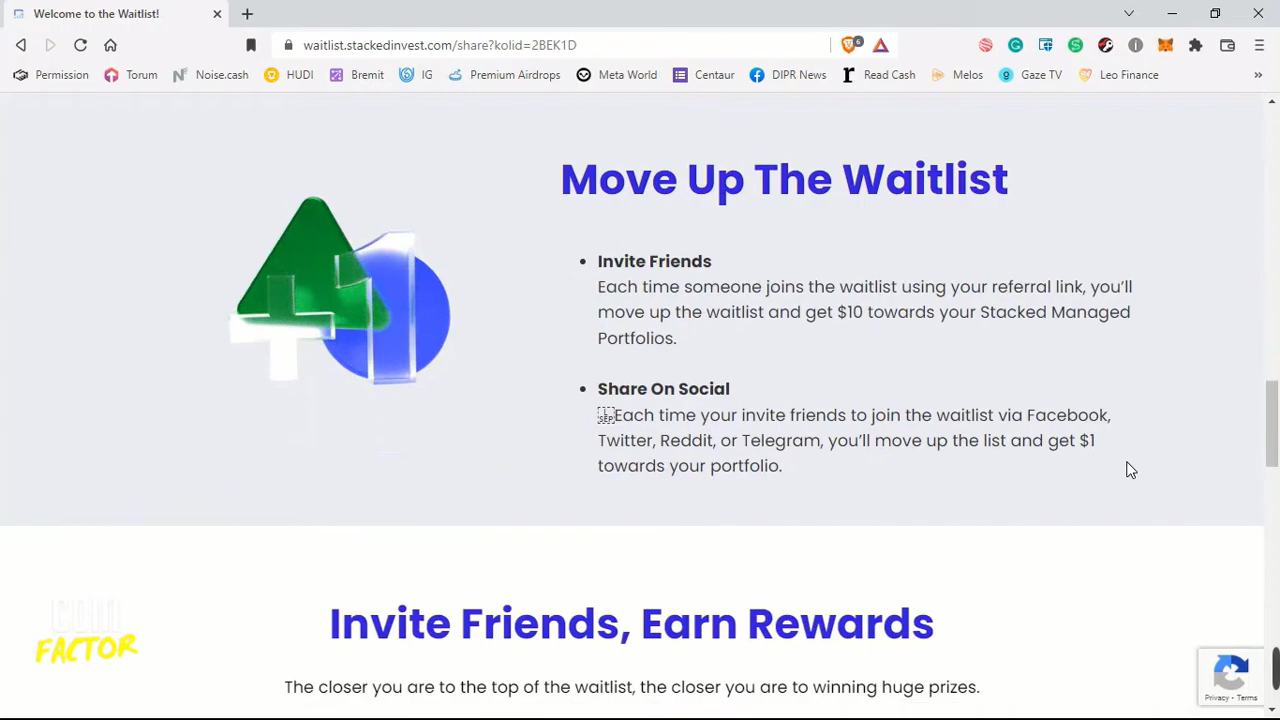 Welcome to the Waitlist!
waitlist.stackedinvest.com/share?kolid=2BEK1D
6
Permission
Torum
Noise.cash
HUDI
Bremit
IG
Premium Airdrops
Meta World
Centaur
DIPR News
Read Cash
Melos
Gaze TV
Leo Finance
Move Up The Waitlist
Invite Friends
Each time someone joins the waitlist using your referral link, you’ll
move up the waitlist and get $10 towards your Stacked Managed
Portfolios.
Share On Social
Each time your invite friends to join the waitlist via Facebook,
Twitter, Reddit, or Telegram, you’ll move up the list and get $1
towards your portfolio.
Invite Friends, Earn Rewards
The closer you are to the top of the waitlist, the closer you are to winning huge prizes.
COIN
FACTOR
Privacy - Terms